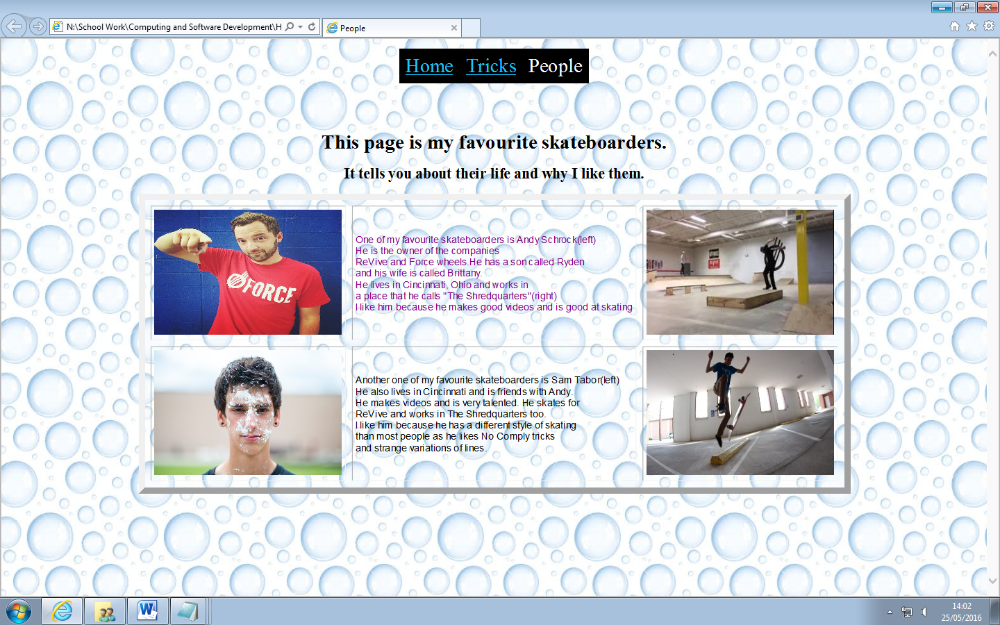 N:\School Work\Computing and Software Development\H
People
Home Tricks People
This page is my favourite skateboarders.
It tells you about their life and why I like them.
FORCE
One of my favourite skateboarders is Andy Schrock(left)
He is the owner of the companies
ReVive and Force wheels.He has a son called Ryden
and his wife is called Brittany.
He lives in Cincinnati, Ohio and works in
a place that he calls "The Shredquarters"(right)
I like him because he makes good videos and is good at skating
Another one of my favourite skateboarders is Sam Tabor(left)
He also lives in Cincinnati and is friends with Andy.
He makes videos and is very talented. He skates for
ReVive and works in The Shredquarters too.
I like him because he has a different style of skating
than most people as he likes No Comply tricks
and strange variations of lines.
14:02
25/05/2016